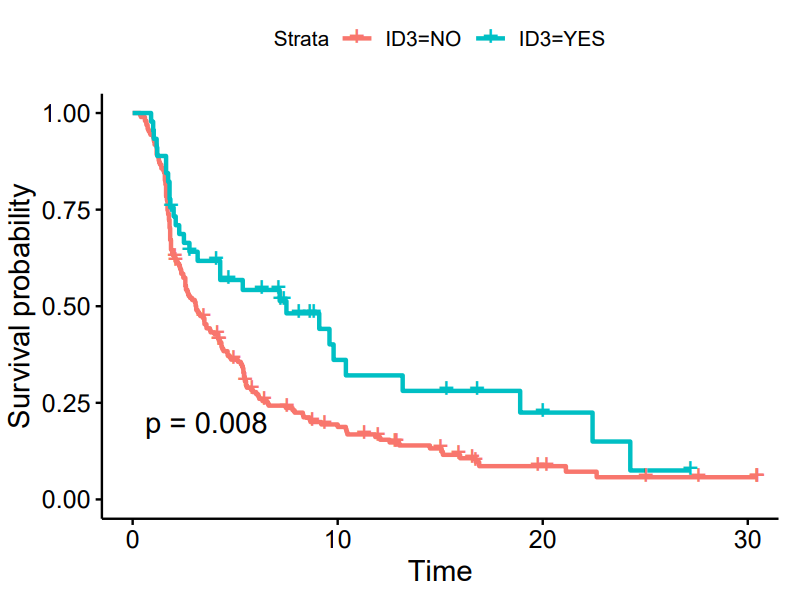 Strata ID3=NO ID3=YES
1.00
0.75
0.50
0.25
0.00
Survival probability
p = 0.008
0 10 20 30
Time